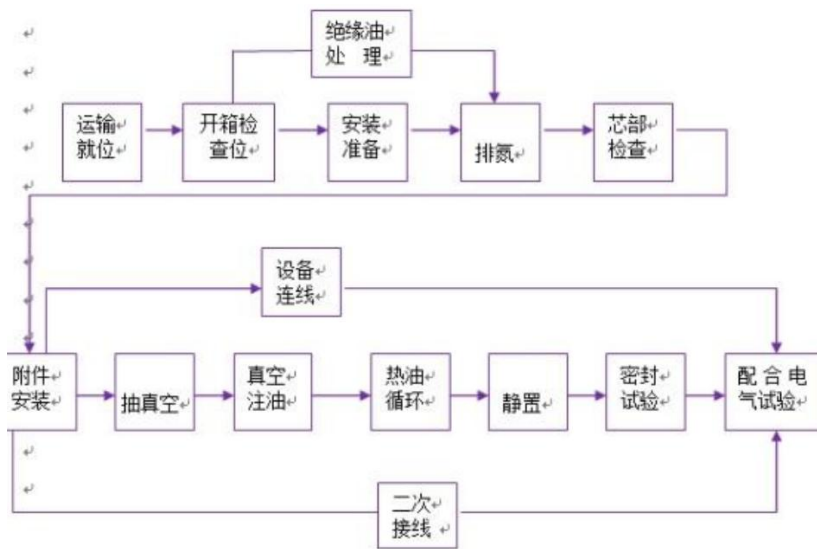 绝缘油
处 理
运输
就位
开箱检
查位
安装
准备
排氮
芯部
检查
设备
连线
附件
安装
抽真空
真空
注油
热油
循环
静置
密封
试验
配 合 电
气试验
二次
接线